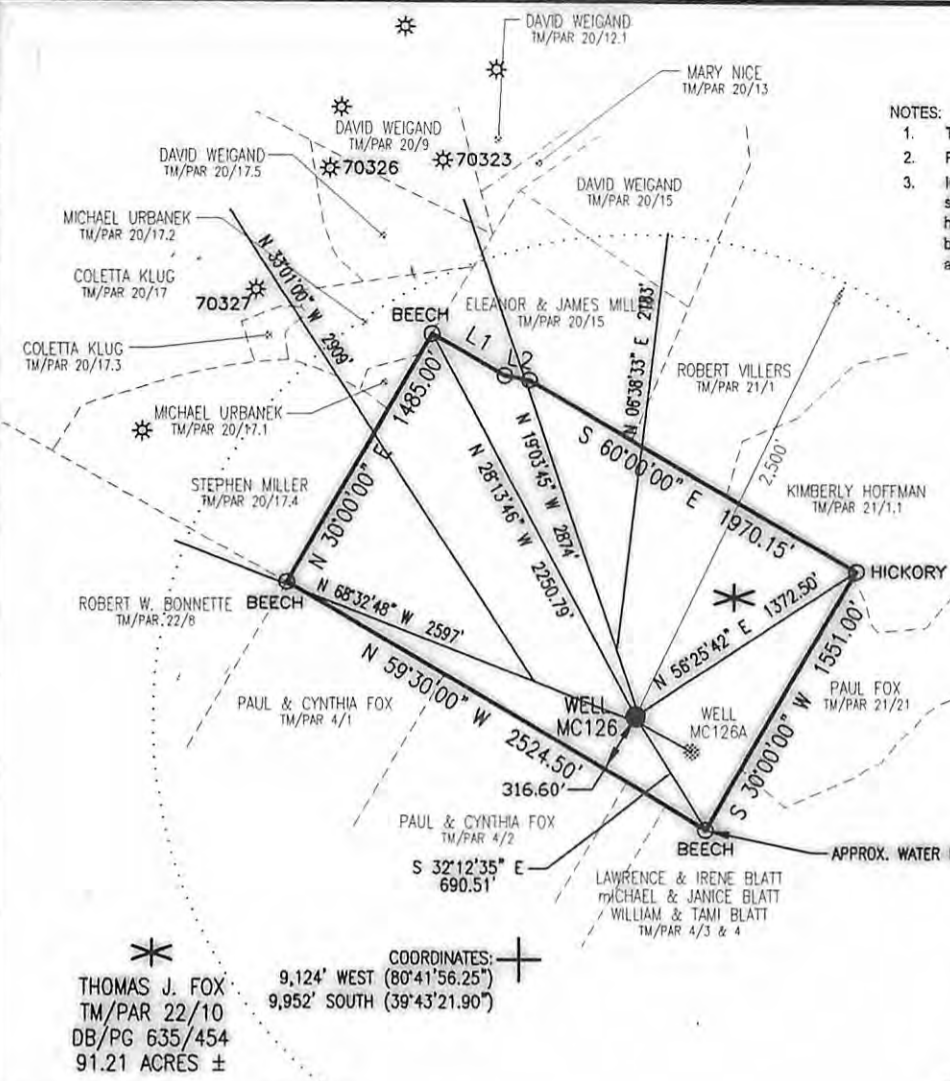 DAVID WEIGAND
TM/PAR 20/12.1
MARY NICE
TM/PAR 20/13
NOTES:
1.
2.
3.
DAVID WEIGAND
TM/PAR 20/9
70326
70323
DAVID WEIGAND
TM/PAR 20/17.5
DAVID WEIGAND
TM/PAR 20/15
MICHAEL URBANEK
TM/PAR 20/17.2
COLETTA KLUG
TM/PAR 20/17
70327
N 33°01'00" W 2909'
BEECH
ELEANOR & JAMES MILL
TM/PAR 20/15
L1
L2
N 06°38'33" E 2183'
COLETTA KLUG
TM/PAR 20/17.3
ROBERT VILLERS
TM/PAR 21/1
MICHAEL URBANEK
TM/PAR 20/17.1
N 30°00'00" E 1485.00'
N 28°13'46" W 2250.79'
N 19°03'45" W 2874'
S 60°00'00" E 1970.15'
2,500'
STEPHEN MILLER
TM/PAR 20/17.4
KIMBERLY HOFFMAN
TM/PAR 21/1.1
HICKORY
ROBERT W. BONNETTE
TM/PAR 22/8
BEECH
N 68°32'48" W 2597'
N 56°25'42" E 1372.50'
S 30°00'00" W 1551.00'
N 59°30'00" W 2524.50'
PAUL & CYNTHIA FOX
TM/PAR 4/1
WELL
MC126
WELL
MC126A
PAUL FOX
TM/PAR 21/21
316.60'
PAUL & CYNTHIA FOX
TM/PAR 4/2
BEECH
APPROX. WATER
S 32°12'35" E
690.51'
LAWRENCE & IRENE BLATT
mICHAEL & JANICE BLATT
WILLIAM & TAMI BLATT
TM/PAR 4/3 & 4
THOMAS J. FOX
TM/PAR 22/10
DB/PG 635/454
91.21 ACRES ±
COORDINATES:
9,124' WEST (80°41'56.25")
9,952' SOUTH (39°43'21.90")